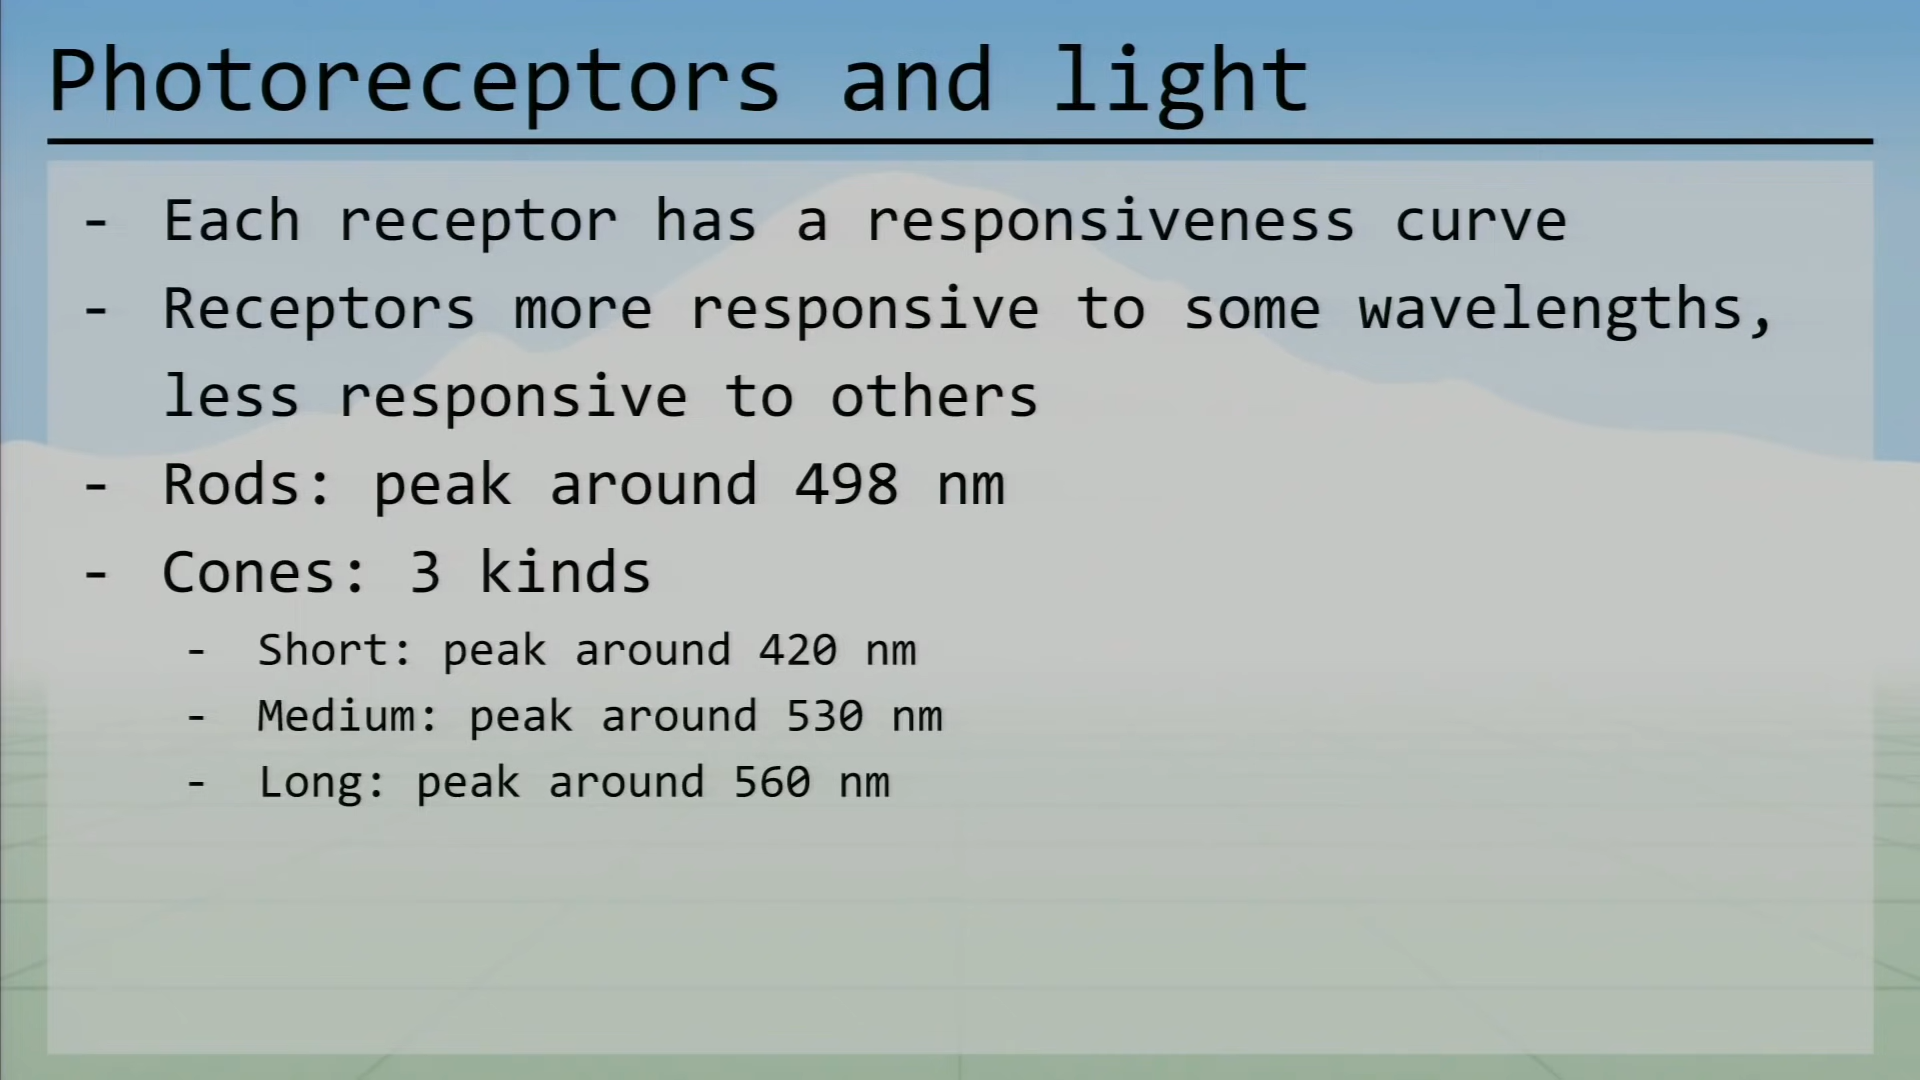 Photoreceptors and light
- Each receptor has a responsiveness curve
- Receptors more responsive to some wavelengths,
less responsive to others
- Rods: peak around 498 nm
- Cones: 3 kinds
- Short: peak around 420 nm
- Medium: peak around 530 nm
- Long: peak around 560 nm